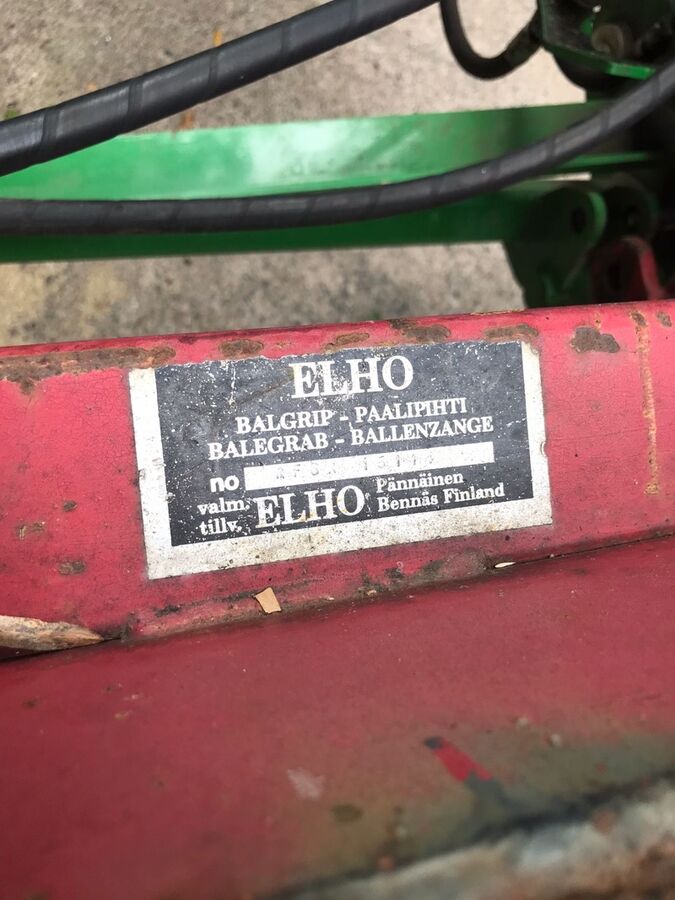 ELHO
BALGRIP - PAALIPIHTI
BALEGRAB - BALLENZANGE
no
valm. ELHO Pännäinen
tillv. Bennäs Finland